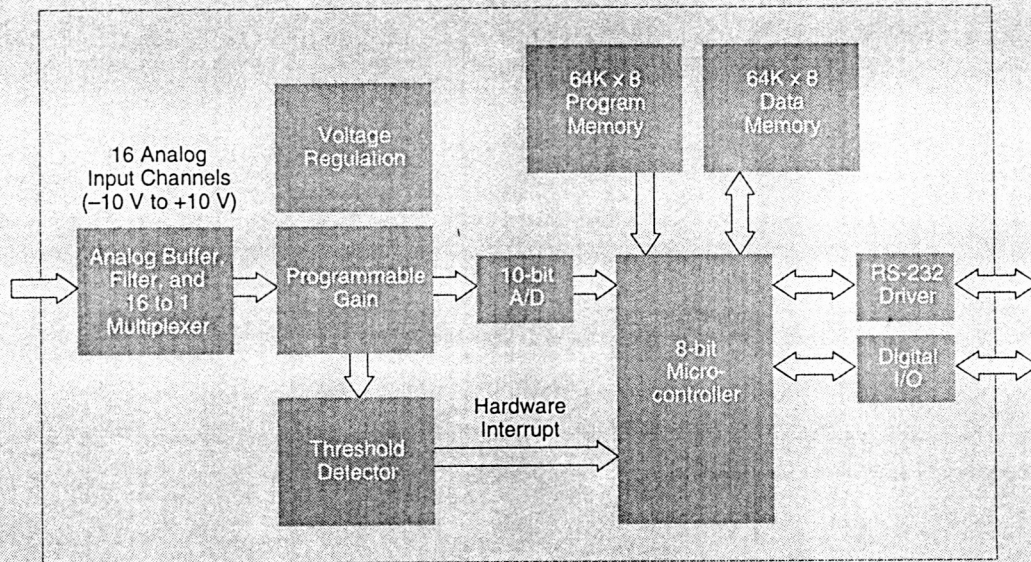 64K x 8
Program
Memory
64K x 8
Data
Memory
Voltage
Regulation
16 Analog
Input Channels
(–10 V to +10 V)
Analog Buffer,
Filter, and
16 to 1
Multiplexer
Programmable
Gain
10-bit
A/D
8-bit
Micro-
controller
RS-232
Driver
Digital
I/O
Threshold
Detector
Hardware
Interrupt